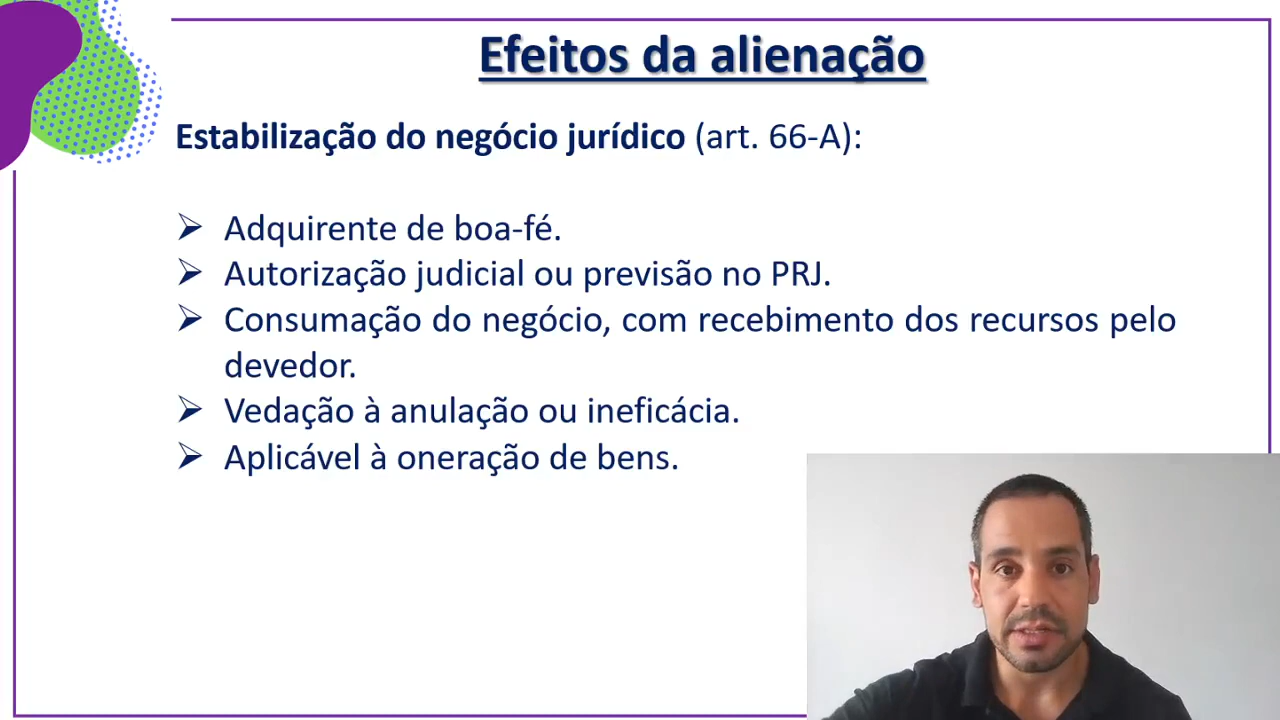 Efeitos da alienação
Estabilização do negócio jurídico (art. 66-A):
➢ Adquirente de boa-fé.
➢ Autorização judicial ou previsão no PRJ.
➢ Consumação do negócio, com recebimento dos recursos pelo
devedor.
➢ Vedação à anulação ou ineficácia.
➢ Aplicável à oneração de bens.